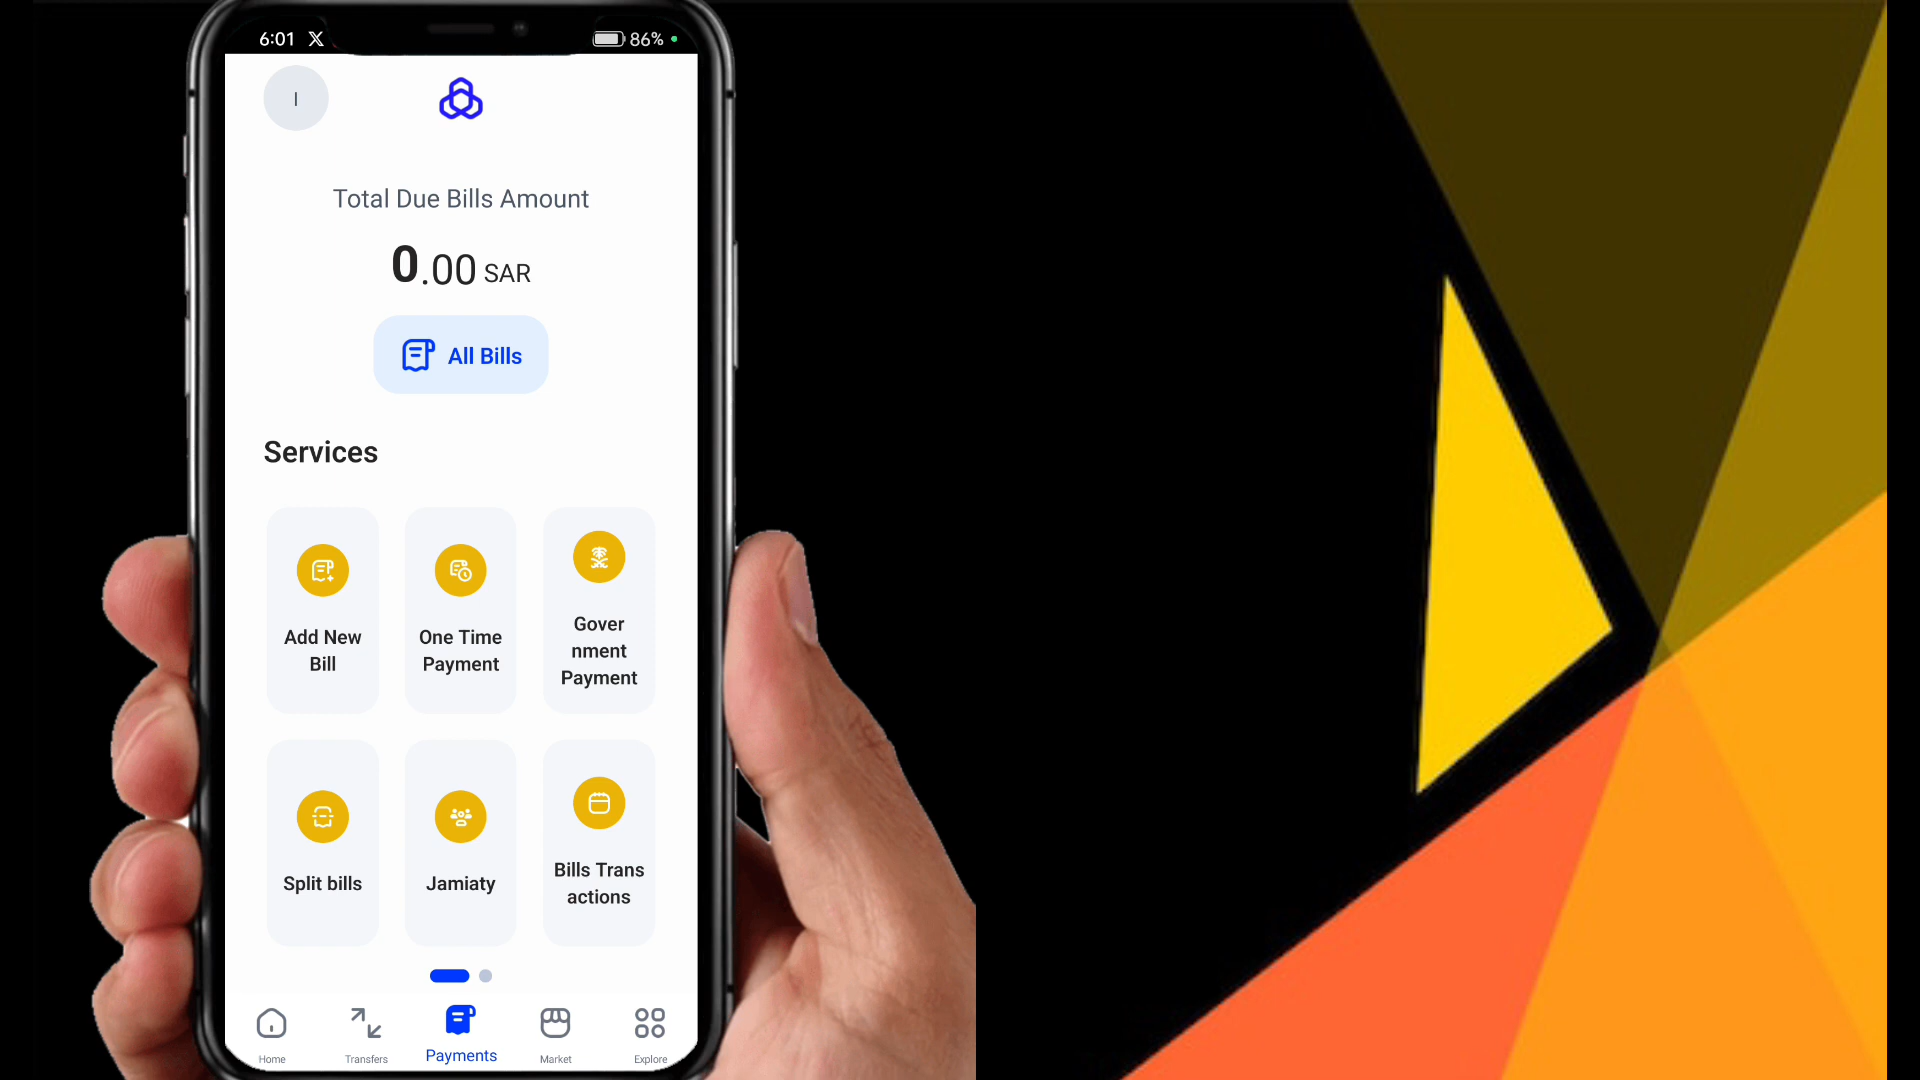 6:01 X 86%
I
Total Due Bills Amount
0.00 SAR
All Bills
Services
Add New
Bill
One Time
Payment
Gover
nment
Payment
Split bills
Jamiaty
Bills Trans
actions
Home
Transfers
Payments
Market
Explore